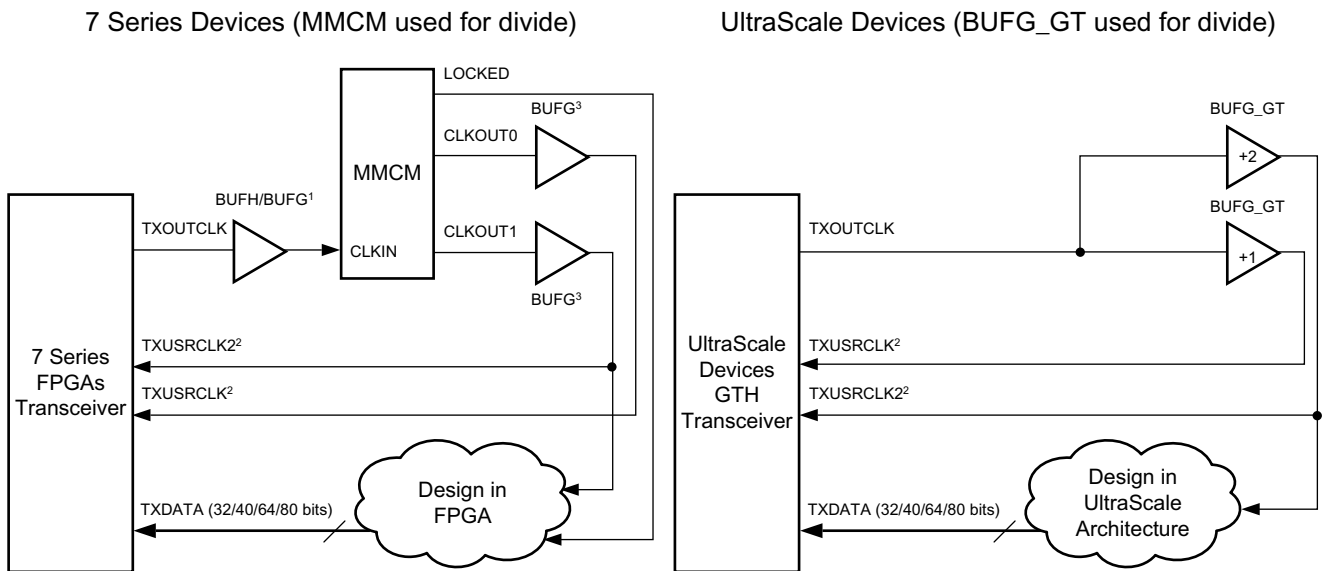 7 Series Devices (MMCM used for divide)
LOCKED
BUFG³
CLKOUT0
MMCM
BUFH/BUFG¹
TXOUTCLK
CLKIN
CLKOUT1
BUFG³
TXUSRCLK2²
TXUSRCLK²
7 Series
FPGAs
Transceiver
Design in
FPGA
TXDATA (32/40/64/80 bits)
UltraScale Devices (BUFG_GT used for divide)
BUFG_GT
+2
BUFG_GT
+1
TXOUTCLK
TXUSRCLK²
TXUSRCLK2²
UltraScale
Devices
GTH
Transceiver
Design in
UltraScale
Architecture
TXDATA (32/40/64/80 bits)